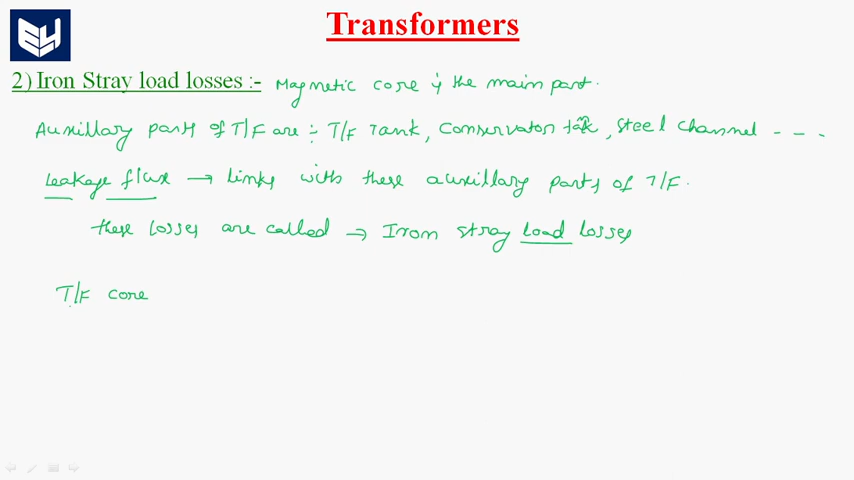 Transformers
2) Iron Stray load losses :- Magnetic core is the main part.
Auxillary parts of T/F are :- T/F Tank, Conservator tank, Steel channel - - - .
Leakage flux → links with these auxillary parts of T/F.
these losses are called → Iron stray load losses
T/F core